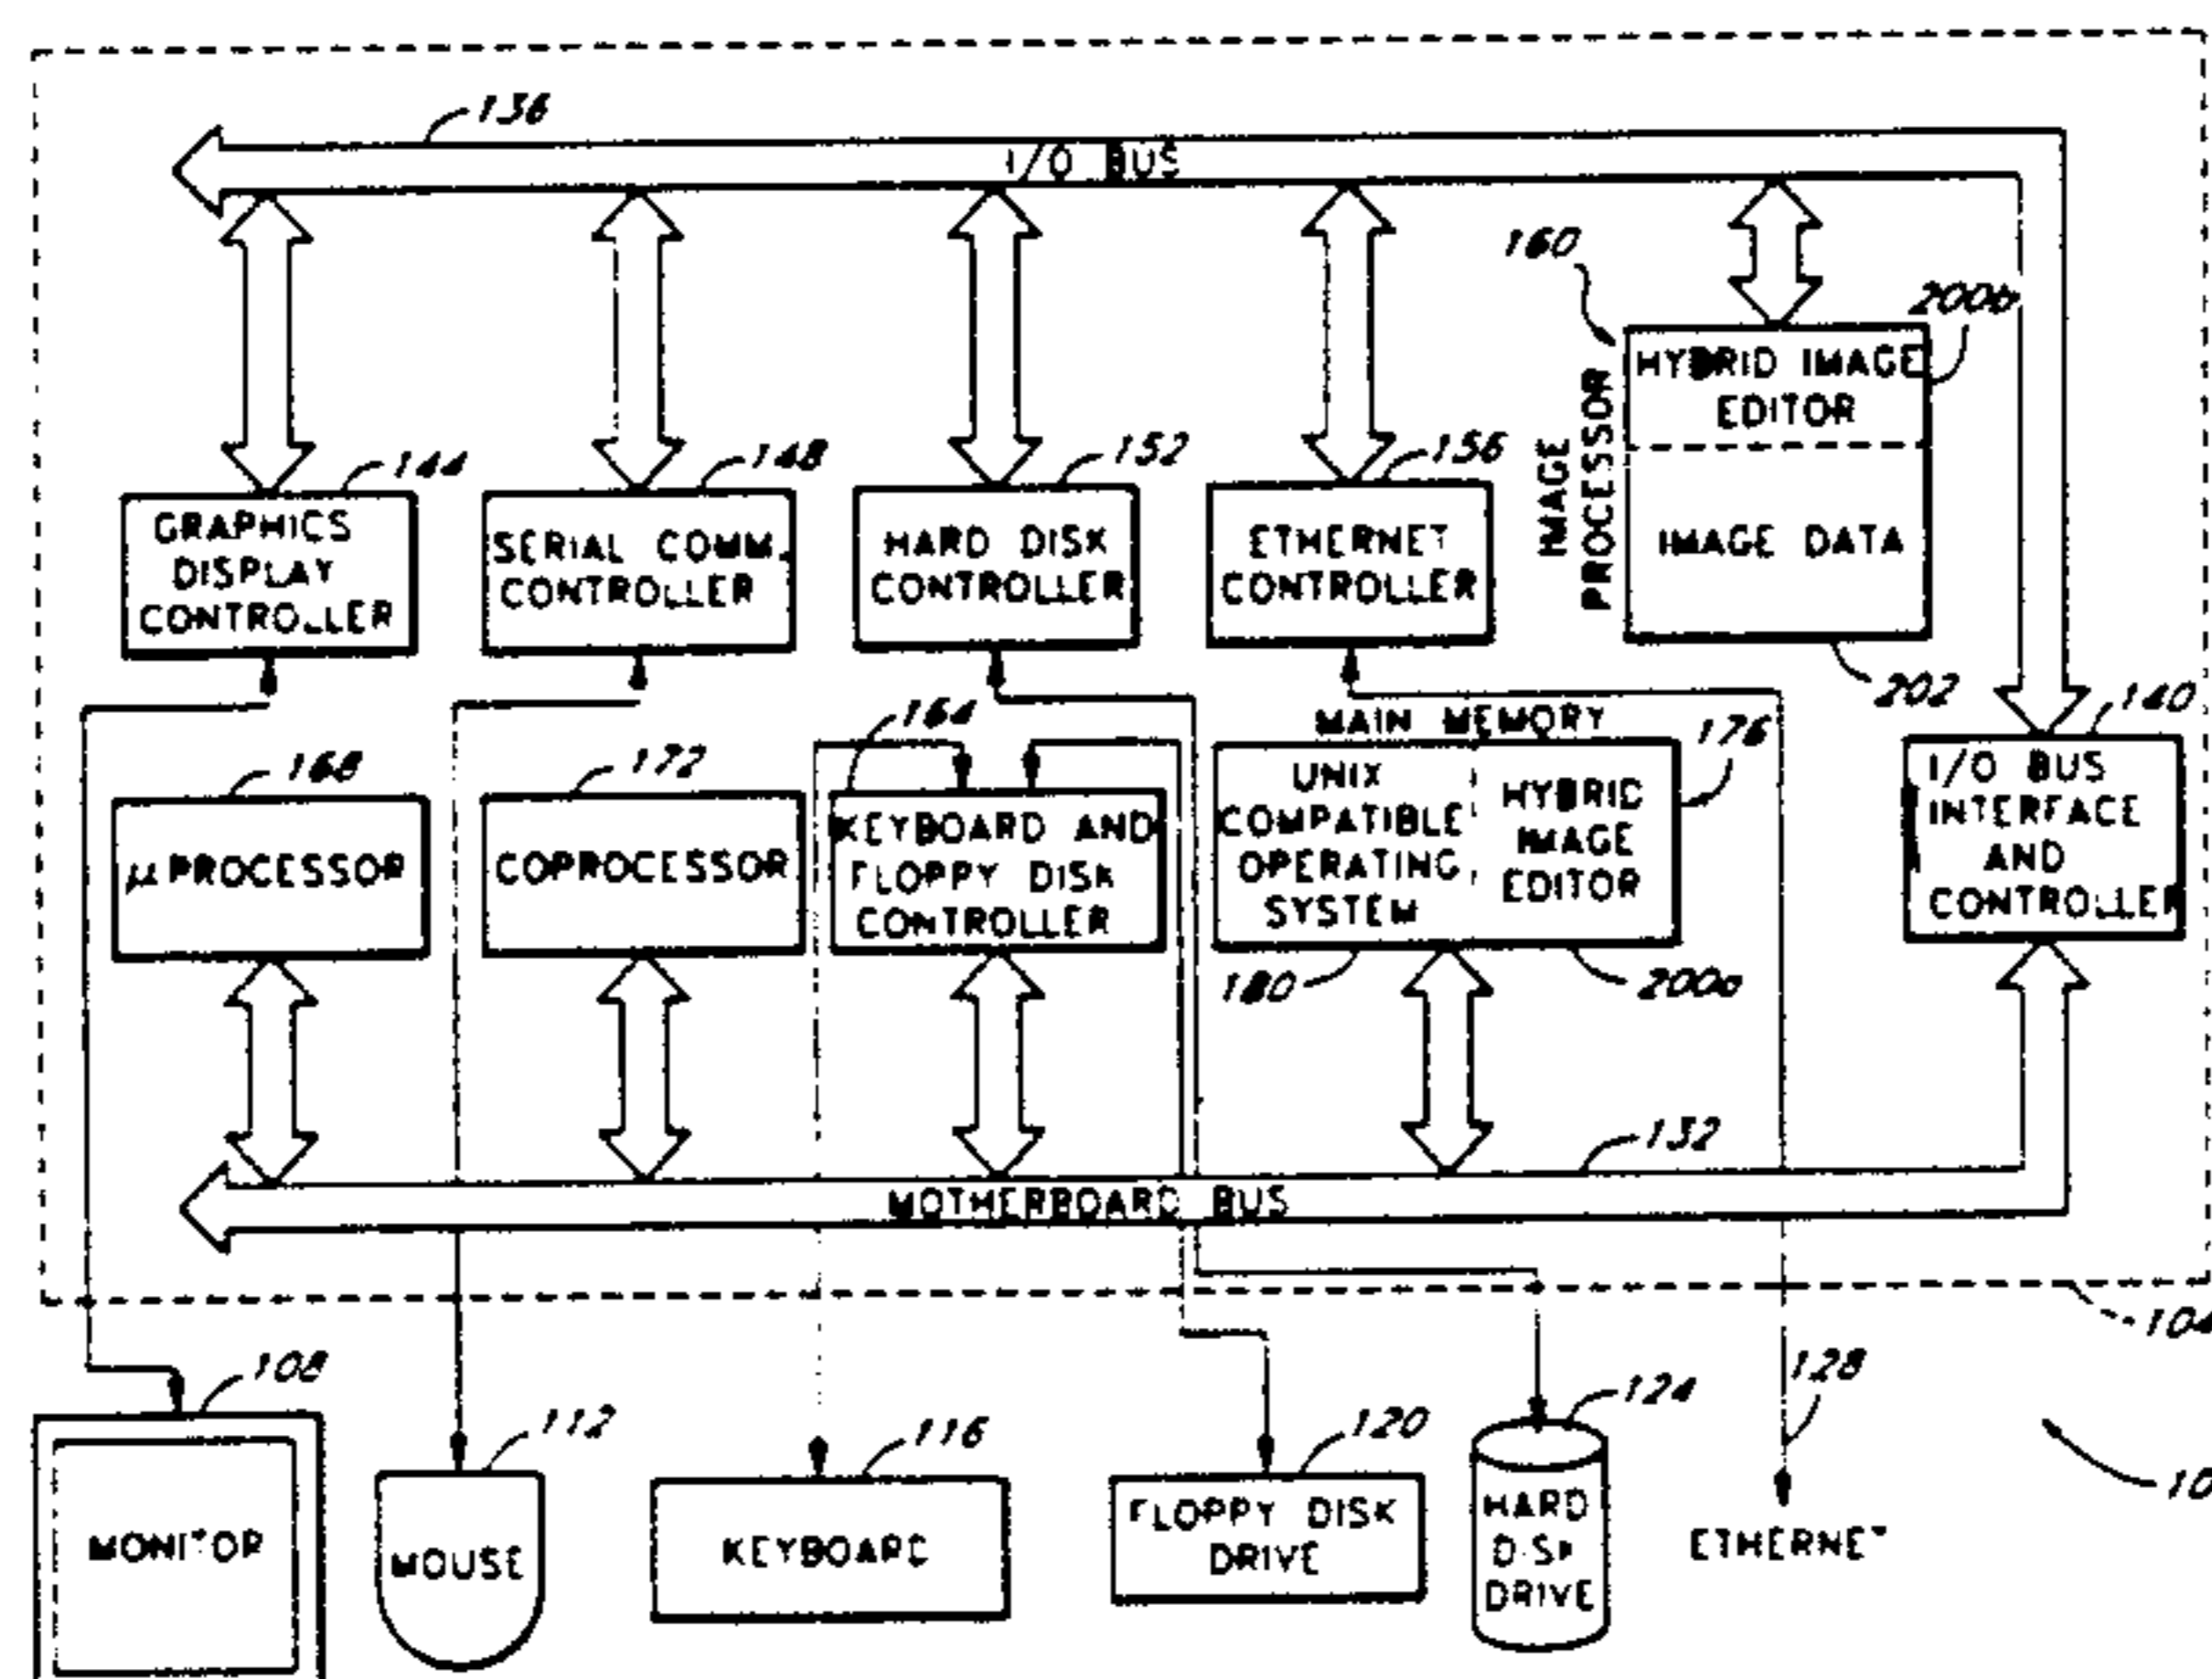 136
I/O BUS
160
200b
HYBRID IMAGE
EDITOR
IMAGE
PROCESSOR
IMAGE DATA
202
144
GRAPHICS
DISPLAY
CONTROLLER
148
SERIAL COMM.
CONTROLLER
152
HARD DISK
CONTROLLER
156
ETHERNET
CONTROLLER
140
I/O BUS
INTERFACE
AND
CONTROLLER
168
μ PROCESSOR
172
COPROCESSOR
164
KEYBOARD AND
FLOPPY DISK
CONTROLLER
MAIN MEMORY
176
UNIX
COMPATIBLE
OPERATING
SYSTEM
HYBRID
IMAGE
EDITOR
180
200a
132
MOTHERBOARD BUS
104
108
MONITOR
112
MOUSE
116
KEYBOARD
120
FLOPPY DISK
DRIVE
124
HARD
DISK
DRIVE
128
ETHERNET